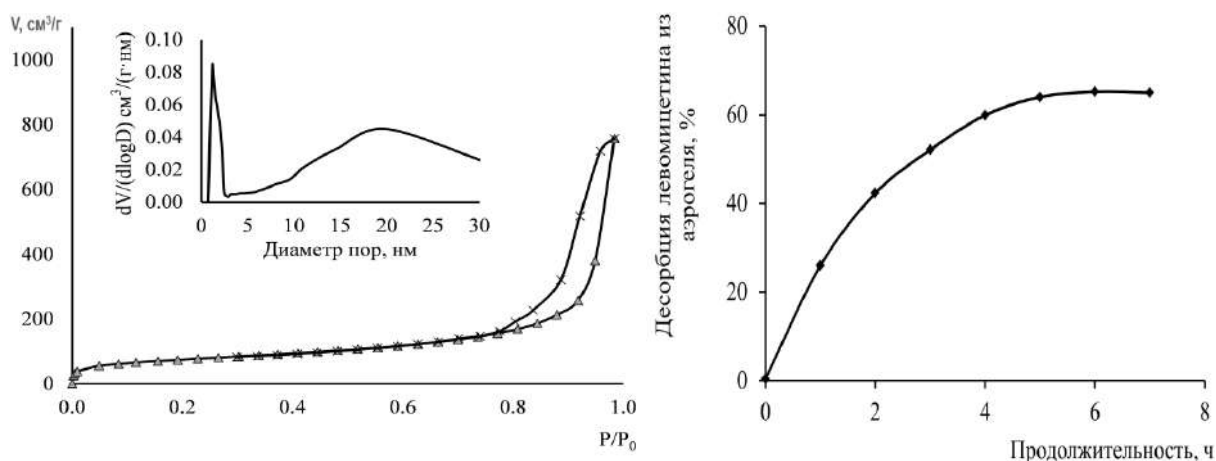 V, см³/г
1000
800
600
400
200
0
0.0 0.2 0.4 0.6 0.8 1.0
P/P₀
dV/(dlogD) см³/(г·нм)
0.10
0.08
0.06
0.04
0.02
0.00
0 5 10 15 20 25 30
Диаметр пор, нм
Десорбция левомицетина из
аэрогеля, %
80
60
40
20
0
0 2 4 6 8
Продолжительность, ч